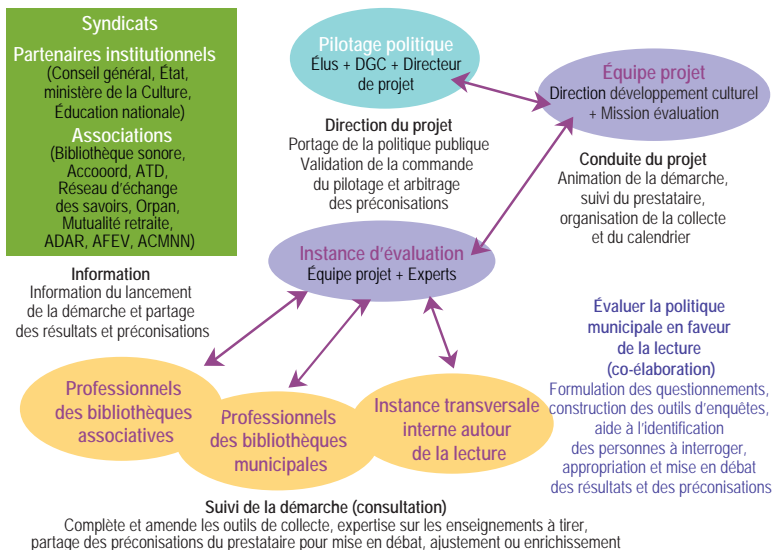 Syndicats
Partenaires institutionnels
(Conseil général, État,
ministère de la Culture,
Éducation nationale)
Associations
(Bibliothèque sonore,
Accooord, ATD,
Réseau d'échange
des savoirs, Orpan,
Mutualité retraite,
ADAR, AFEV, ACMNN)
Information
Information du lancement
de la démarche et partage
des résultats et préconisations
Pilotage politique
Élus + DGC + Directeur
de projet
Direction du projet
Portage de la politique publique
Validation de la commande
du pilotage et arbitrage
des préconisations
Équipe projet
Direction développement culturel
+ Mission évaluation
Conduite du projet
Animation de la démarche,
suivi du prestataire,
organisation de la collecte
et du calendrier
Instance d'évaluation
Équipe projet + Experts
Évaluer la politique
municipale en faveur
de la lecture
(co-élaboration)
Formulation des questionnements,
construction des outils d'enquêtes,
aide à l'identification
des personnes à interroger,
appropriation et mise en débat
des résultats et des préconisations
Professionnels
des bibliothèques
associatives
Professionnels
des bibliothèques
municipales
Instance transversale
interne autour
de la lecture
Suivi de la démarche (consultation)
Complète et amende les outils de collecte, expertise sur les enseignements à tirer,
partage des préconisations du prestataire pour mise en débat, ajustement ou enrichissement